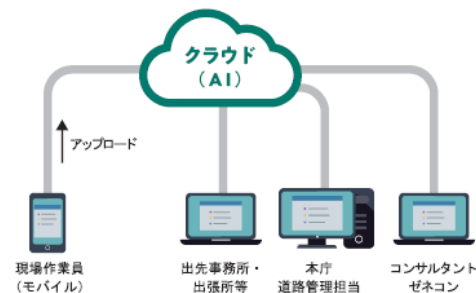 クラウド
（AI）
アップロード
現場作業員
（モバイル）
出先事務所・
出張所等
本庁
道路管理担当
コンサルタント
ゼネコン